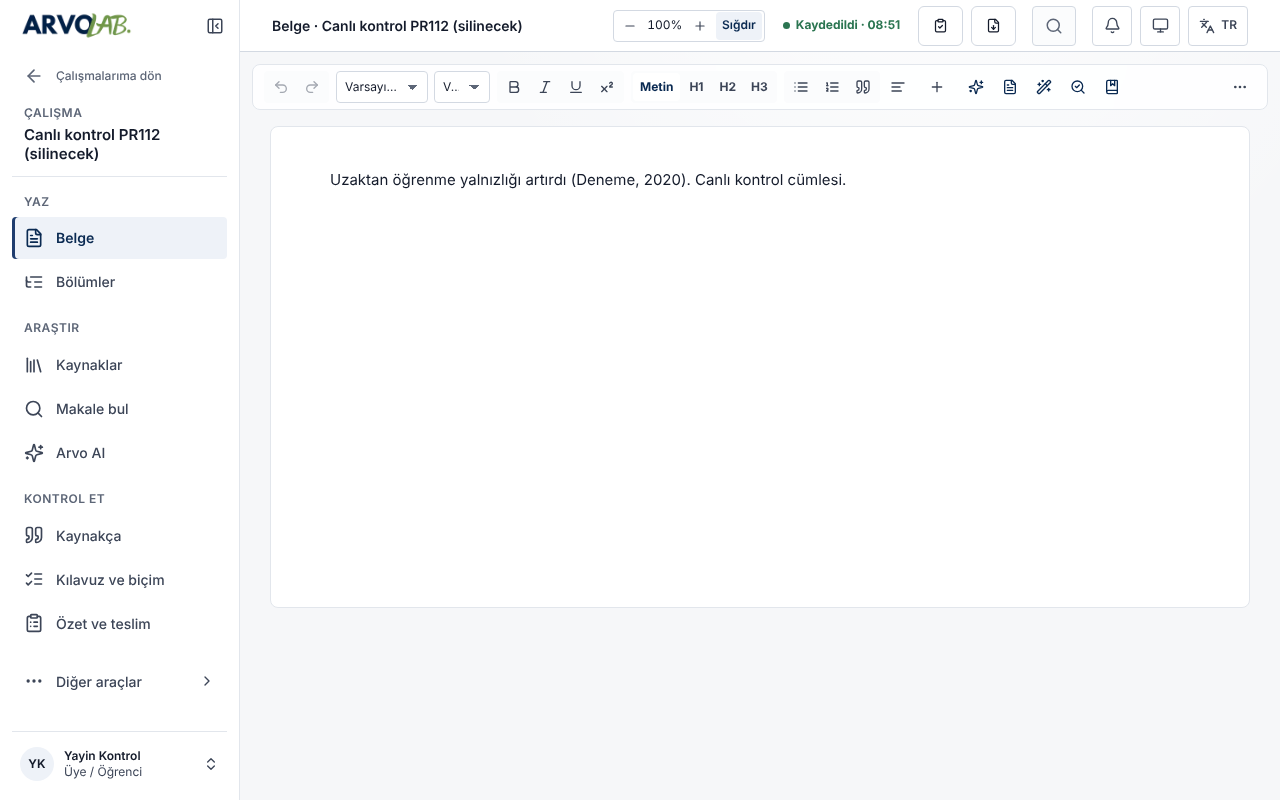 ARVOLAB.
Çalışmalarıma dön
ÇALIŞMA
Canlı kontrol PR112
(silinecek)
YAZ
Belge
Bölümler
ARAŞTIR
Kaynaklar
Makale bul
Arvo AI
KONTROL ET
Kaynakça
Kılavuz ve biçim
Özet ve teslim
Diğer araçlar
YK
Yayin Kontrol
Üye / Öğrenci
Belge · Canlı kontrol PR112 (silinecek)
100%
Sığdır
Kaydedildi · 08:51
TR
Varsayı...
V...
B I U x²
Metin H1 H2 H3
Uzaktan öğrenme yalnızlığı artırdı (Deneme, 2020). Canlı kontrol cümlesi.